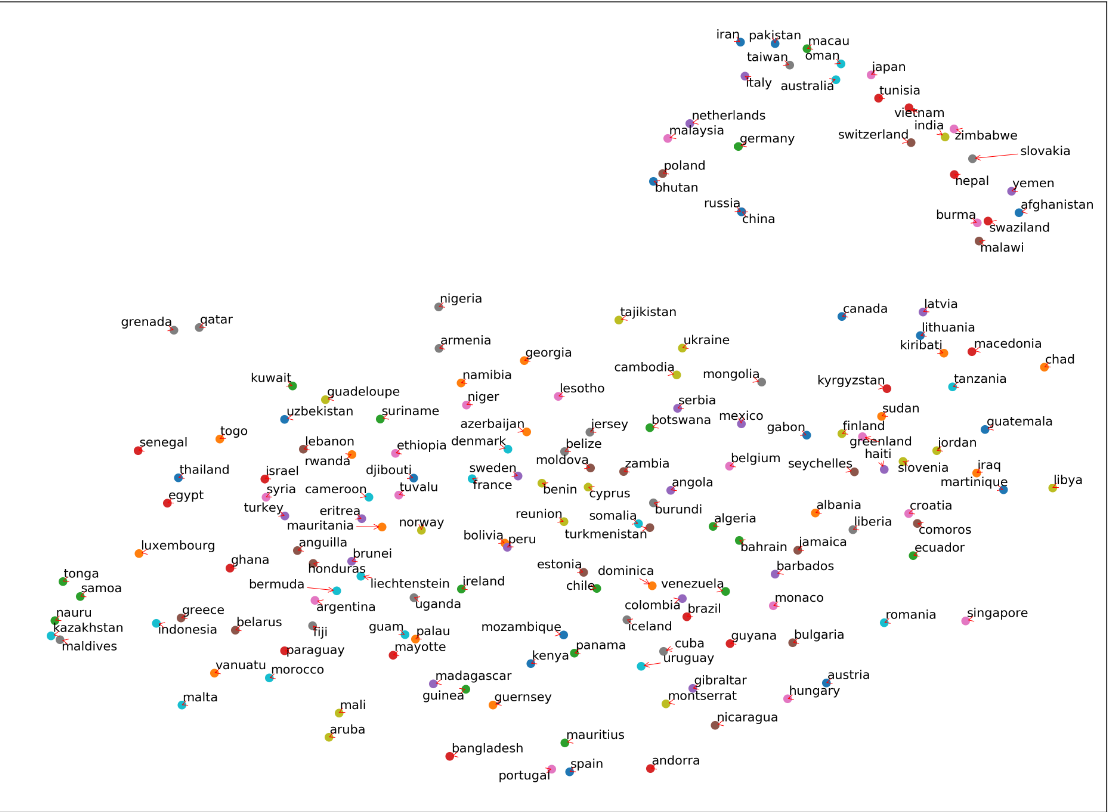 iran
pakistan
macau
taiwan
oman
japan
italy
australia
tunisia
vietnam
netherlands
malaysia
germany
switzerland
india
zimbabwe
slovakia
poland
bhutan
nepal
yemen
russia
china
afghanistan
burma
swaziland
malawi
nigeria
grenada
qatar
tajikistan
canada
latvia
lithuania
armenia
georgia
ukraine
kiribati
macedonia
chad
kuwait
namibia
cambodia
mongolia
kyrgyzstan
tanzania
guadeloupe
niger
lesotho
serbia
uzbekistan
suriname
azerbaijan
jersey
botswana
mexico
gabon
finland
sudan
guatemala
senegal
togo
lebanon
rwanda
ethiopia
denmark
belize
greenland
jordan
thailand
israel
djibouti
sweden
moldova
zambia
belgium
seychelles
haiti
slovenia
iraq
martinique
libya
egypt
syria
cameroon
tuvalu
france
benin
cyprus
angola
turkey
eritrea
mauritania
norway
reunion
somalia
burundi
turkmenistan
algeria
albania
liberia
croatia
comoros
luxembourg
ghana
anguilla
honduras
brunei
bolivia
peru
bahrain
jamaica
ecuador
tonga
samoa
bermuda
liechtenstein
ireland
estonia
chile
dominica
venezuela
barbados
nauru
kazakhstan
maldives
greece
indonesia
belarus
argentina
fiji
uganda
guam
palau
mozambique
colombia
iceland
brazil
monaco
romania
singapore
paraguay
mayotte
panama
kenya
cuba
uruguay
guyana
bulgaria
vanuatu
morocco
madagascar
guinea
guernsey
gibraltar
montserrat
hungary
austria
malta
mali
aruba
nicaragua
mauritius
bangladesh
portugal
spain
andorra